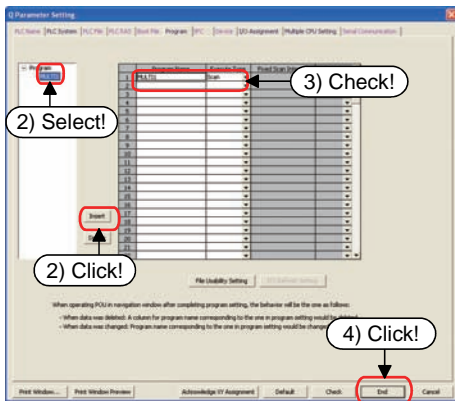 Q Parameter Setting
PLC Name PLC System PLC File PLC RAS Boot File Program SFC Device I/O Assignment Multiple CPU Setting Serial Communication
Program
MULTI1
Program Name Execute Type Fixed Scan Interval
1 MULTI1 Scan
2
3
4
5
6
7
8
9
10
11
12
13
14
15
16
17
18
19
20
21
2) Select!
3) Check!
Insert
2) Click!
File Usability Setting I/O Refresh Setting
When operating POU in navigation window after completing program setting, the behavior will be the one as follows:
- When data was deleted: A column for program name corresponding to the one in program setting would be deleted.
- When data was changed: Program name corresponding to the one in program setting would be changed
4) Click!
Print Window... Print Window Preview Acknowledge XY Assignment Default Check End Cancel